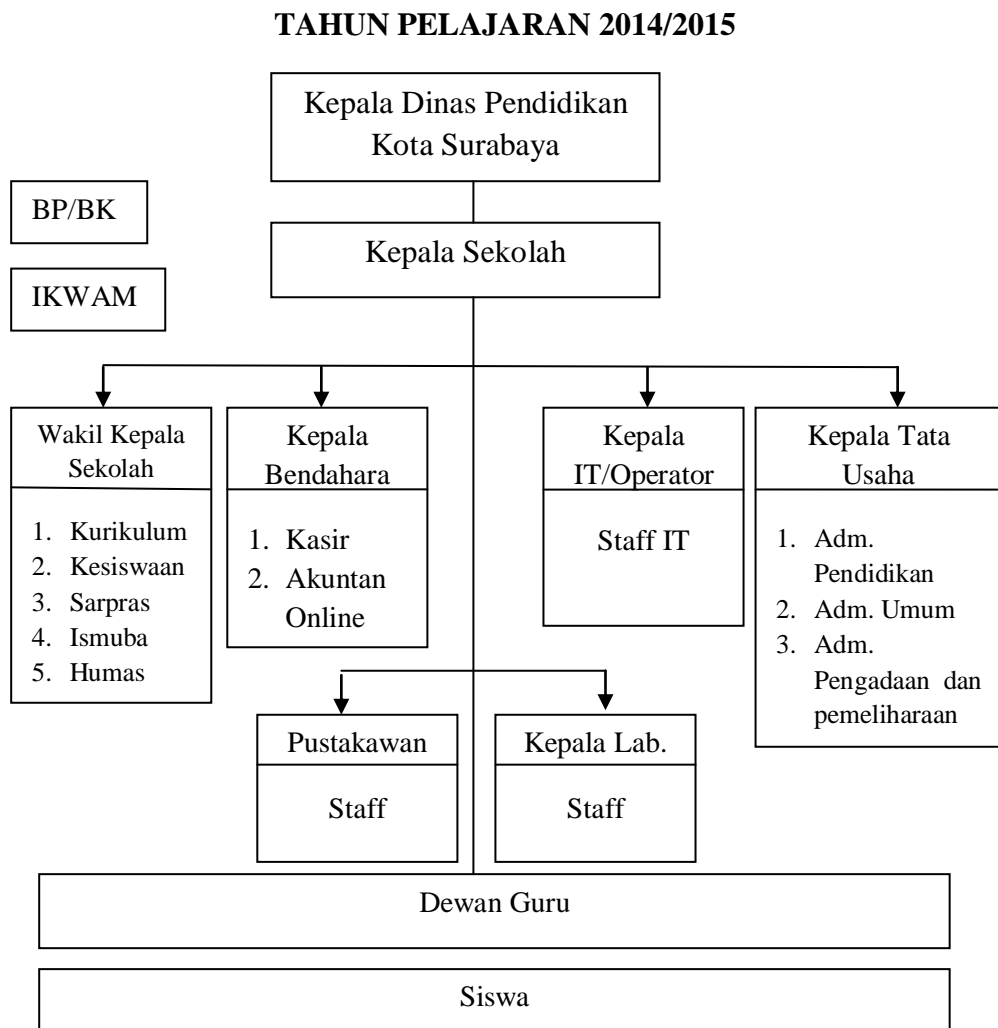 TAHUN PELAJARAN 2014/2015
Kepala Dinas Pendidikan
Kota Surabaya
BP/BK
Kepala Sekolah
IKWAM
Wakil Kepala
Sekolah
1. Kurikulum
2. Kesiswaan
3. Sarpras
4. Ismuba
5. Humas
Kepala
Bendahara
1. Kasir
2. Akuntan
Online
Kepala
IT/Operator
Staff IT
Kepala Tata
Usaha
1. Adm.
Pendidikan
2. Adm. Umum
3. Adm.
Pengadaan dan
pemeliharaan
Pustakawan
Staff
Kepala Lab.
Staff
Dewan Guru
Siswa